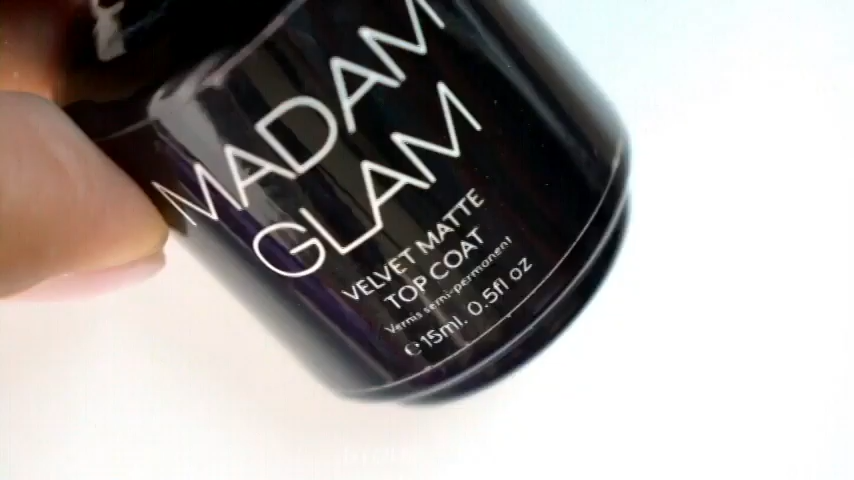 MADAM
GLAM
VELVET MATTE
TOP COAT
Vernis semi-permanent
℮15ml. 0.5fl oz